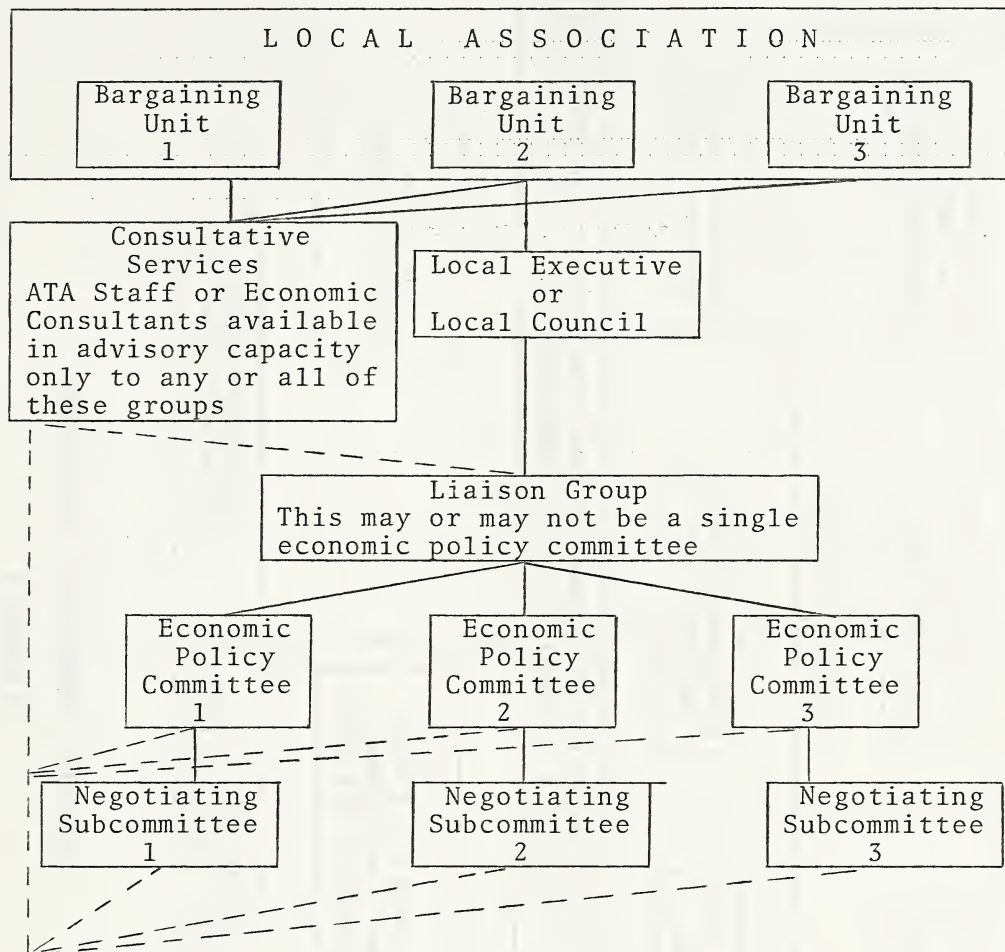 LOCAL ASSOCIATION
Bargaining
Unit
1
Bargaining
Unit
2
Bargaining
Unit
3
Consultative
Services
ATA Staff or Economic
Consultants available
in advisory capacity
only to any or all of
these groups
Local Executive
or
Local Council
Liaison Group
This may or may not be a single
economic policy committee
Economic
Policy
Committee
1
Economic
Policy
Committee
2
Economic
Policy
Committee
3
Negotiating
Subcommittee
1
Negotiating
Subcommittee
2
Negotiating
Subcommittee
3